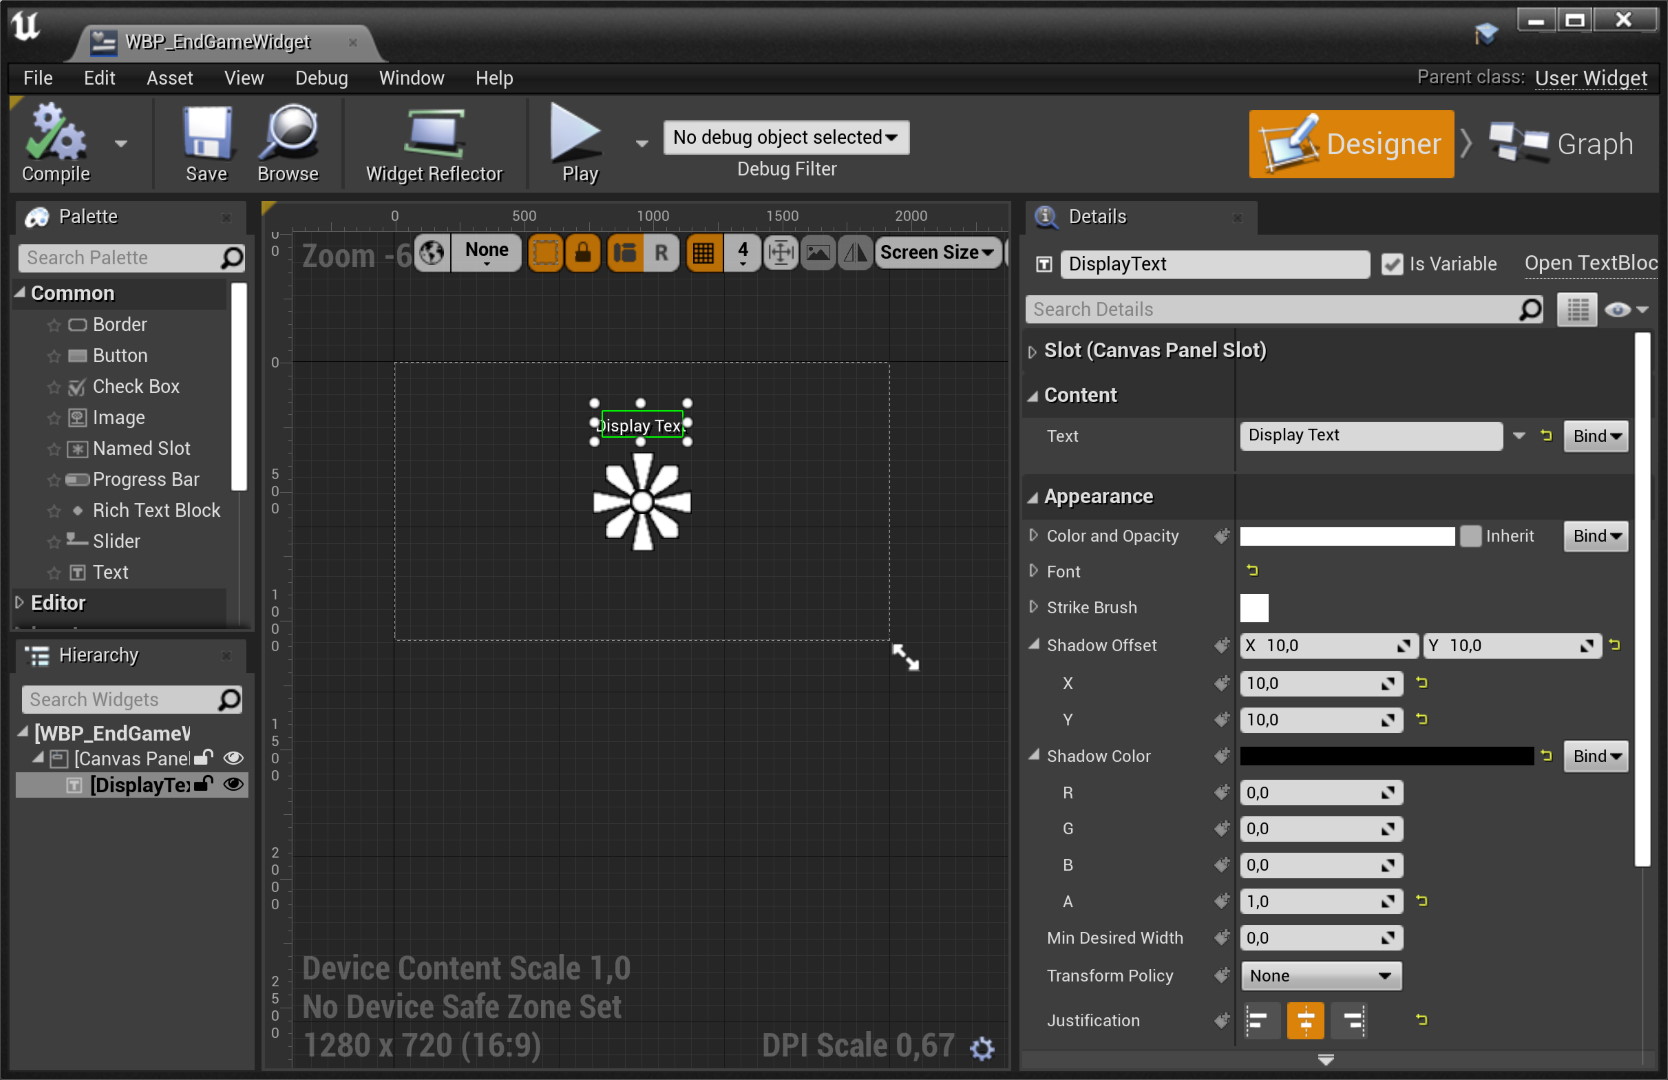 WBP_EndGameWidget
File Edit Asset View Debug Window Help
Parent class: User Widget
Compile
Save
Browse
Widget Reflector
Play
No debug object selected
Debug Filter
Designer
Graph
Palette
Search Palette
Common
Border
Button
Check Box
Image
Named Slot
Progress Bar
Rich Text Block
Slider
Text
Editor
Hierarchy
Search Widgets
[WBP_EndGameW
[Canvas Panel
[DisplayTex
0 500 1000 1500 2000
Zoom -6
None
R
4
Screen Size
0
0
0
500
1000
1500
2000
2500
Display Text
Device Content Scale 1,0
No Device Safe Zone Set
1280 x 720 (16:9)
DPI Scale 0,67
Details
DisplayText
Is Variable
Open TextBloc
Search Details
Slot (Canvas Panel Slot)
Content
Text
Display Text
Bind
Appearance
Color and Opacity
Inherit
Bind
Font
Strike Brush
Shadow Offset
X 10,0
Y 10,0
X
10,0
Y
10,0
Shadow Color
Bind
R
0,0
G
0,0
B
0,0
A
1,0
Min Desired Width
0,0
Transform Policy
None
Justification